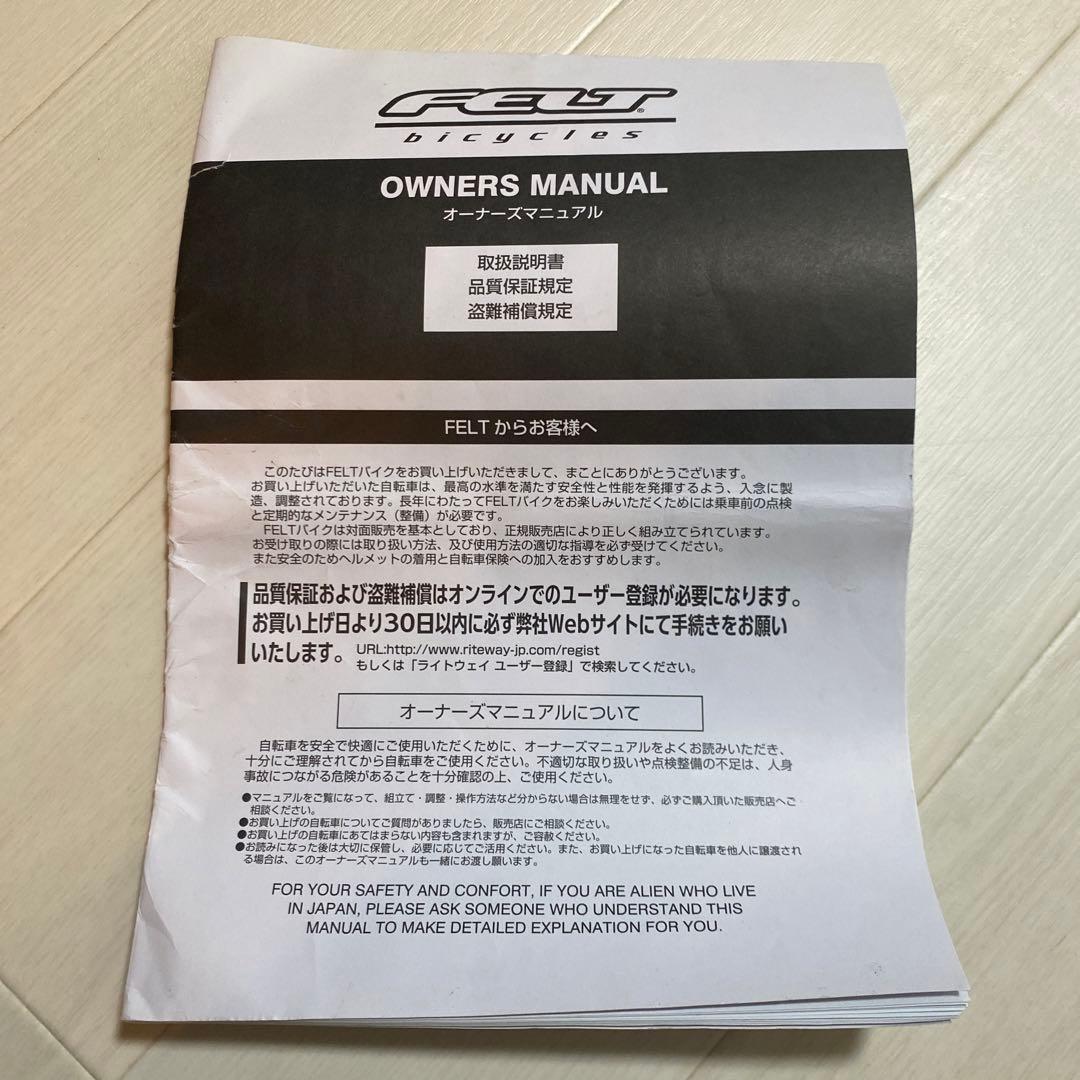 FELT®
bicycles
OWNERS MANUAL
オーナーズマニュアル
取扱説明書
品質保証規定
盗難補償規定
FELT からお客様へ
このたびはFELTバイクをお買い上げいただきまして、まことにありがとうございます。
お買い上げいただいた自転車は、最高の水準を満たす安全性と性能を発揮するよう、入念に製
造、調整されております。長年にわたってFELTバイクをお楽しみいただくためには乗車前の点検
と定期的なメンテナンス（整備）が必要です。
FELTバイクは対面販売を基本としており、正規販売店により正しく組み立てられています。
お受け取りの際には取り扱い方法、及び使用方法の適切な指導を必ず受けてください。
また安全のためヘルメットの着用と自転車保険への加入をおすすめします。
品質保証および盗難補償はオンラインでのユーザー登録が必要になります。
お買い上げ日より30日以内に必ず弊社Webサイトにて手続きをお願い
いたします。 URL:http://www.riteway-jp.com/regist
もしくは「ライトウェイ ユーザー登録」で検索してください。
オーナーズマニュアルについて
自転車を安全で快適にご使用いただくために、オーナーズマニュアルをよくお読みいただき、
十分にご理解されてから自転車をご使用ください。不適切な取り扱いや点検整備の不足は、人身
事故につながる危険があることを十分確認の上、ご使用ください。
●マニュアルをご覧になって、組立て・調整・操作方法など分からない場合は無理をせず、必ずご購入頂いた販売店へご
相談ください。
●お買い上げの自転車についてご質問がありましたら、販売店にご相談ください。
●お買い上げの自転車にあてはまらない内容も含まれますが、ご容赦ください。
●お読みになった後は大切に保管し、必要に応じてご活用ください。また、お買い上げになった自転車を他人に譲渡され
る場合は、このオーナーズマニュアルも一緒にお渡し願います。
FOR YOUR SAFETY AND CONFORT, IF YOU ARE ALIEN WHO LIVE
IN JAPAN, PLEASE ASK SOMEONE WHO UNDERSTAND THIS
MANUAL TO MAKE DETAILED EXPLANATION FOR YOU.